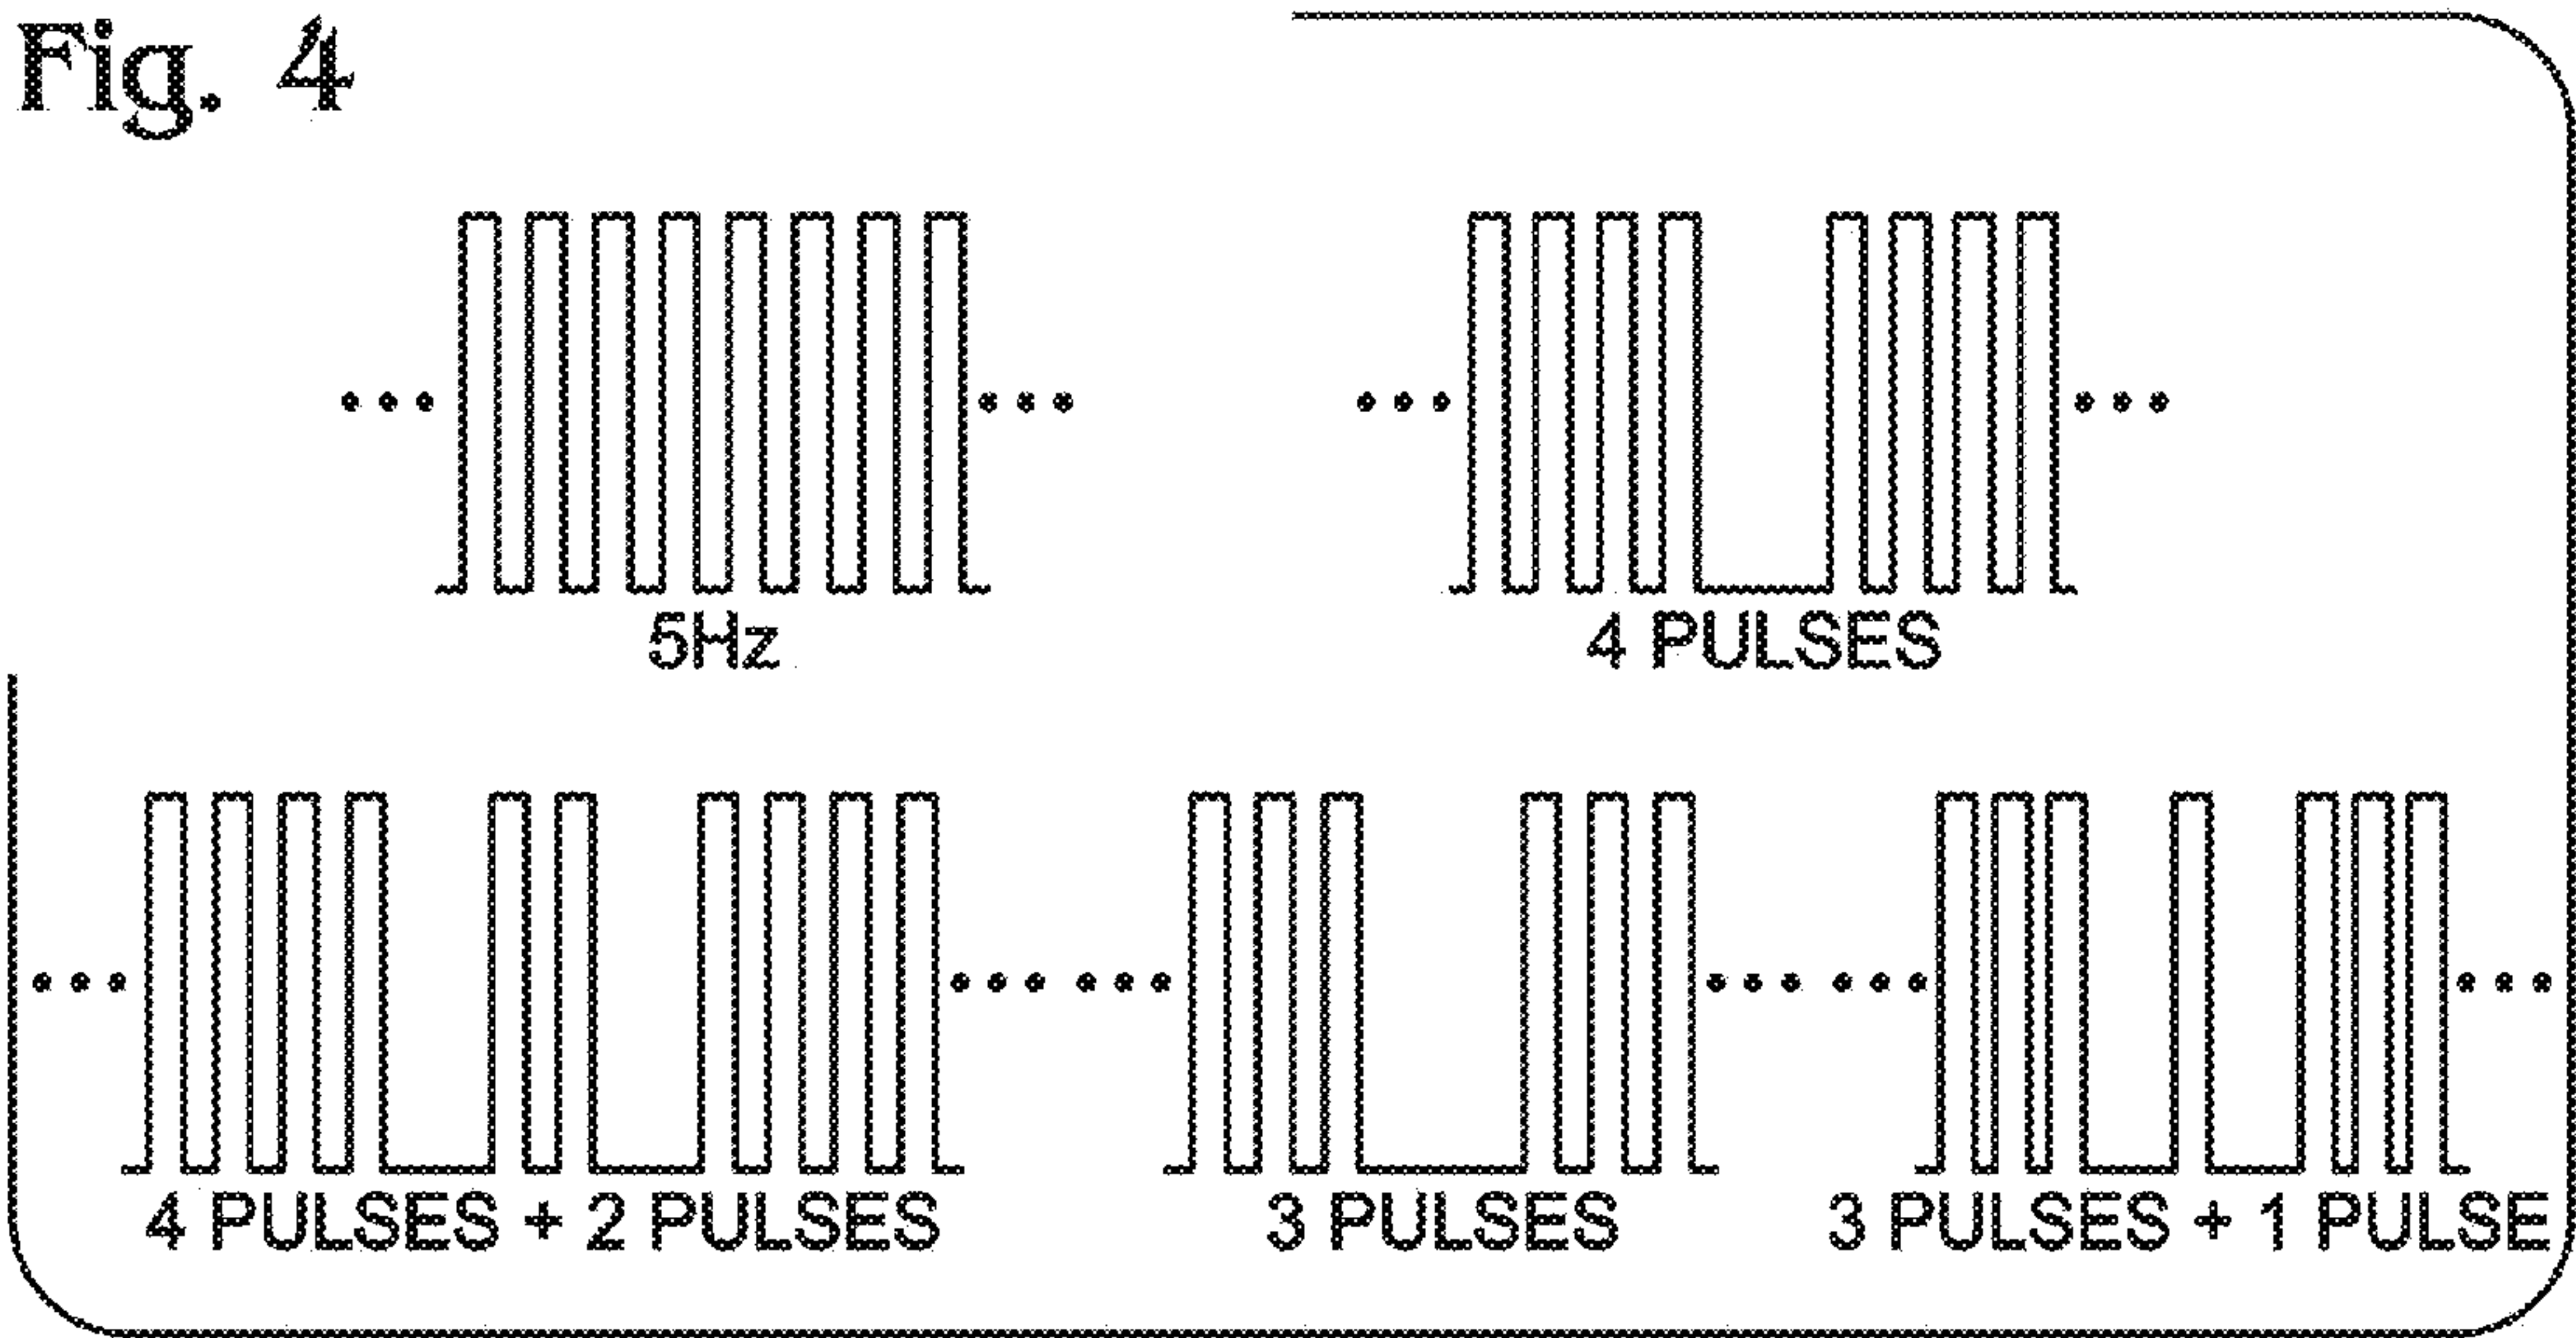 Fig. 4
5Hz
4 PULSES
4 PULSES + 2 PULSES
3 PULSES
3 PULSES + 1 PULSE